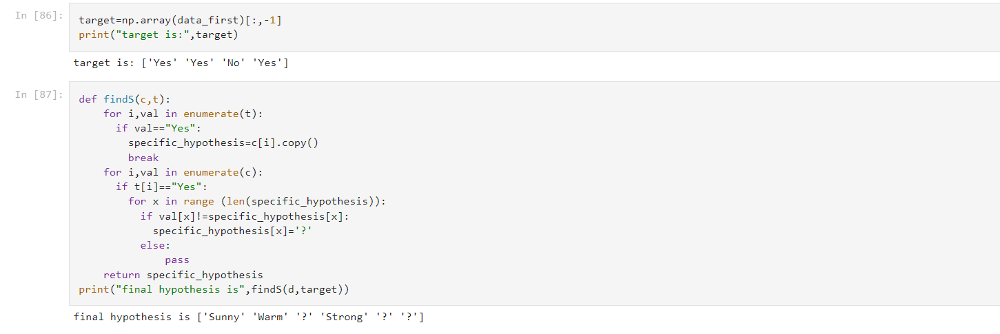 In [86]:
target=np.array(data_first)[:,-1]
print("target is:",target)
target is: ['Yes' 'Yes' 'No' 'Yes']
In [87]:
def findS(c,t):
    for i,val in enumerate(t):
      if val=="Yes":
        specific_hypothesis=c[i].copy()
        break
    for i,val in enumerate(c):
      if t[i]=="Yes":
        for x in range (len(specific_hypothesis)):
          if val[x]!=specific_hypothesis[x]:
            specific_hypothesis[x]='?'
          else:
              pass
    return specific_hypothesis
print("final hypothesis is",findS(d,target))
final hypothesis is ['Sunny' 'Warm' '?' 'Strong' '?' '?']